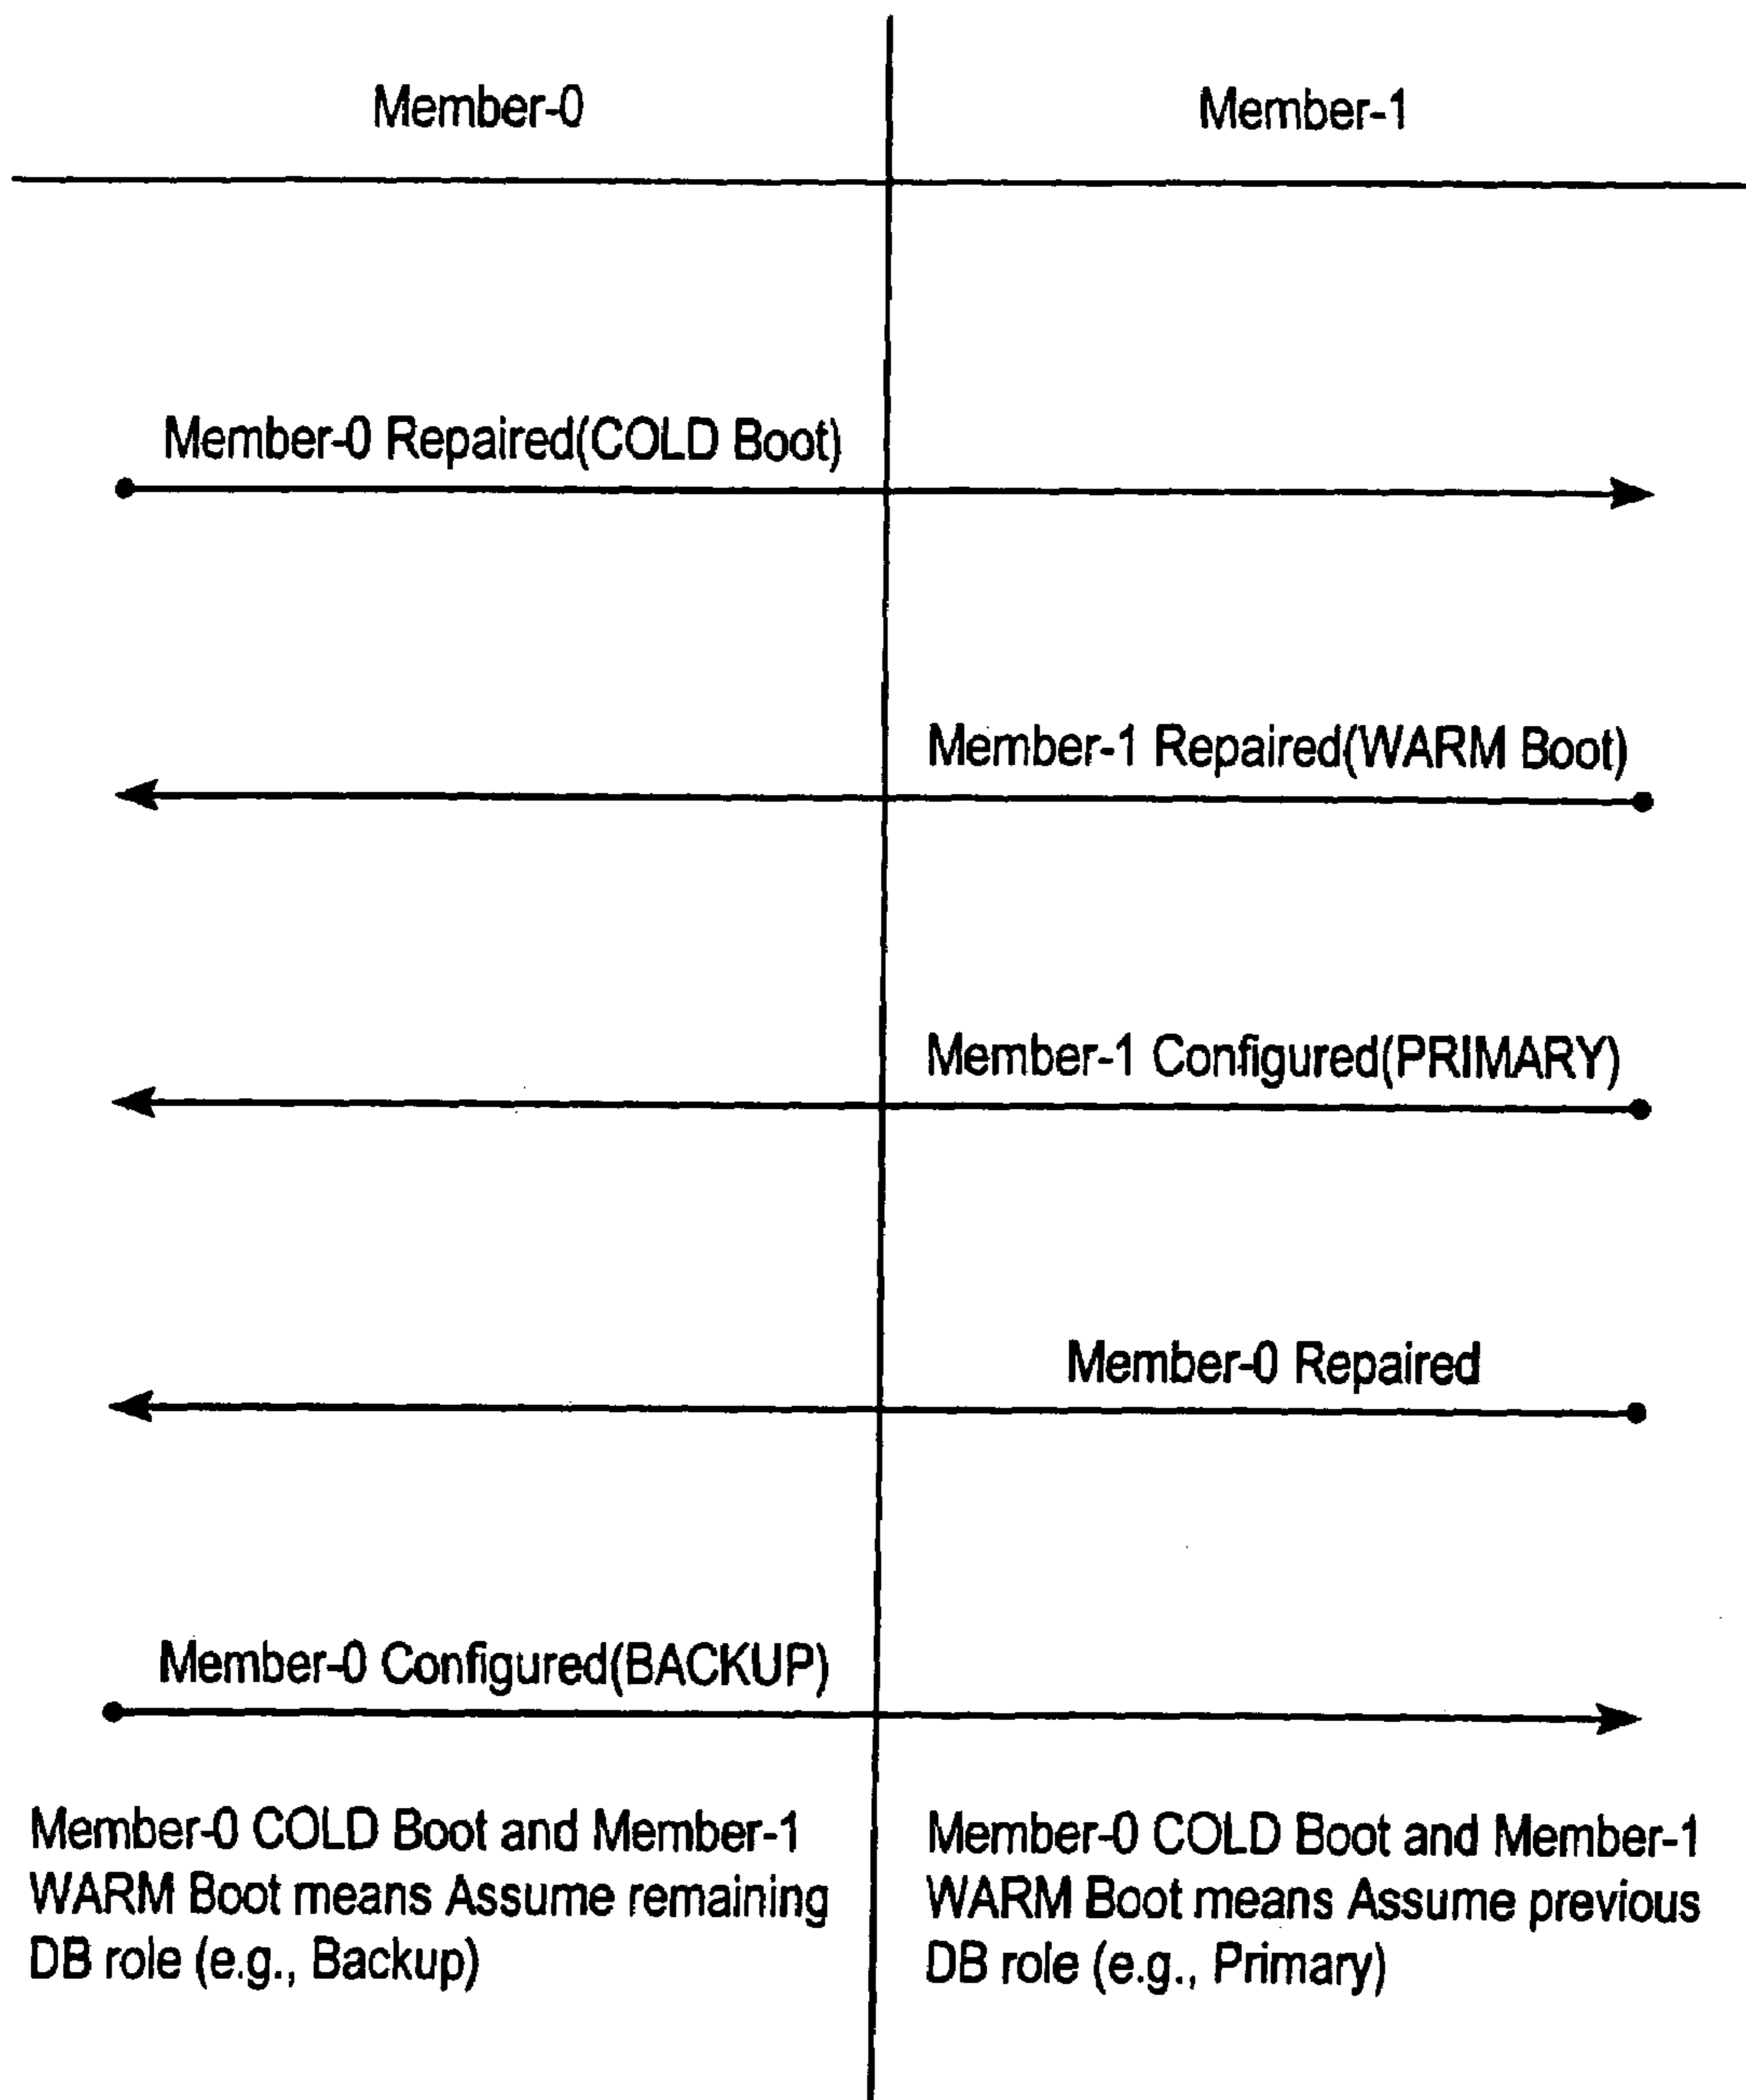 Member-0
Member-1
Member-0 Repaired(COLD Boot)
Member-1 Repaired(WARM Boot)
Member-1 Configured(PRIMARY)
Member-0 Repaired
Member-0 Configured(BACKUP)
Member-0 COLD Boot and Member-1
WARM Boot means Assume remaining
DB role (e.g., Backup)
Member-0 COLD Boot and Member-1
WARM Boot means Assume previous
DB role (e.g., Primary)